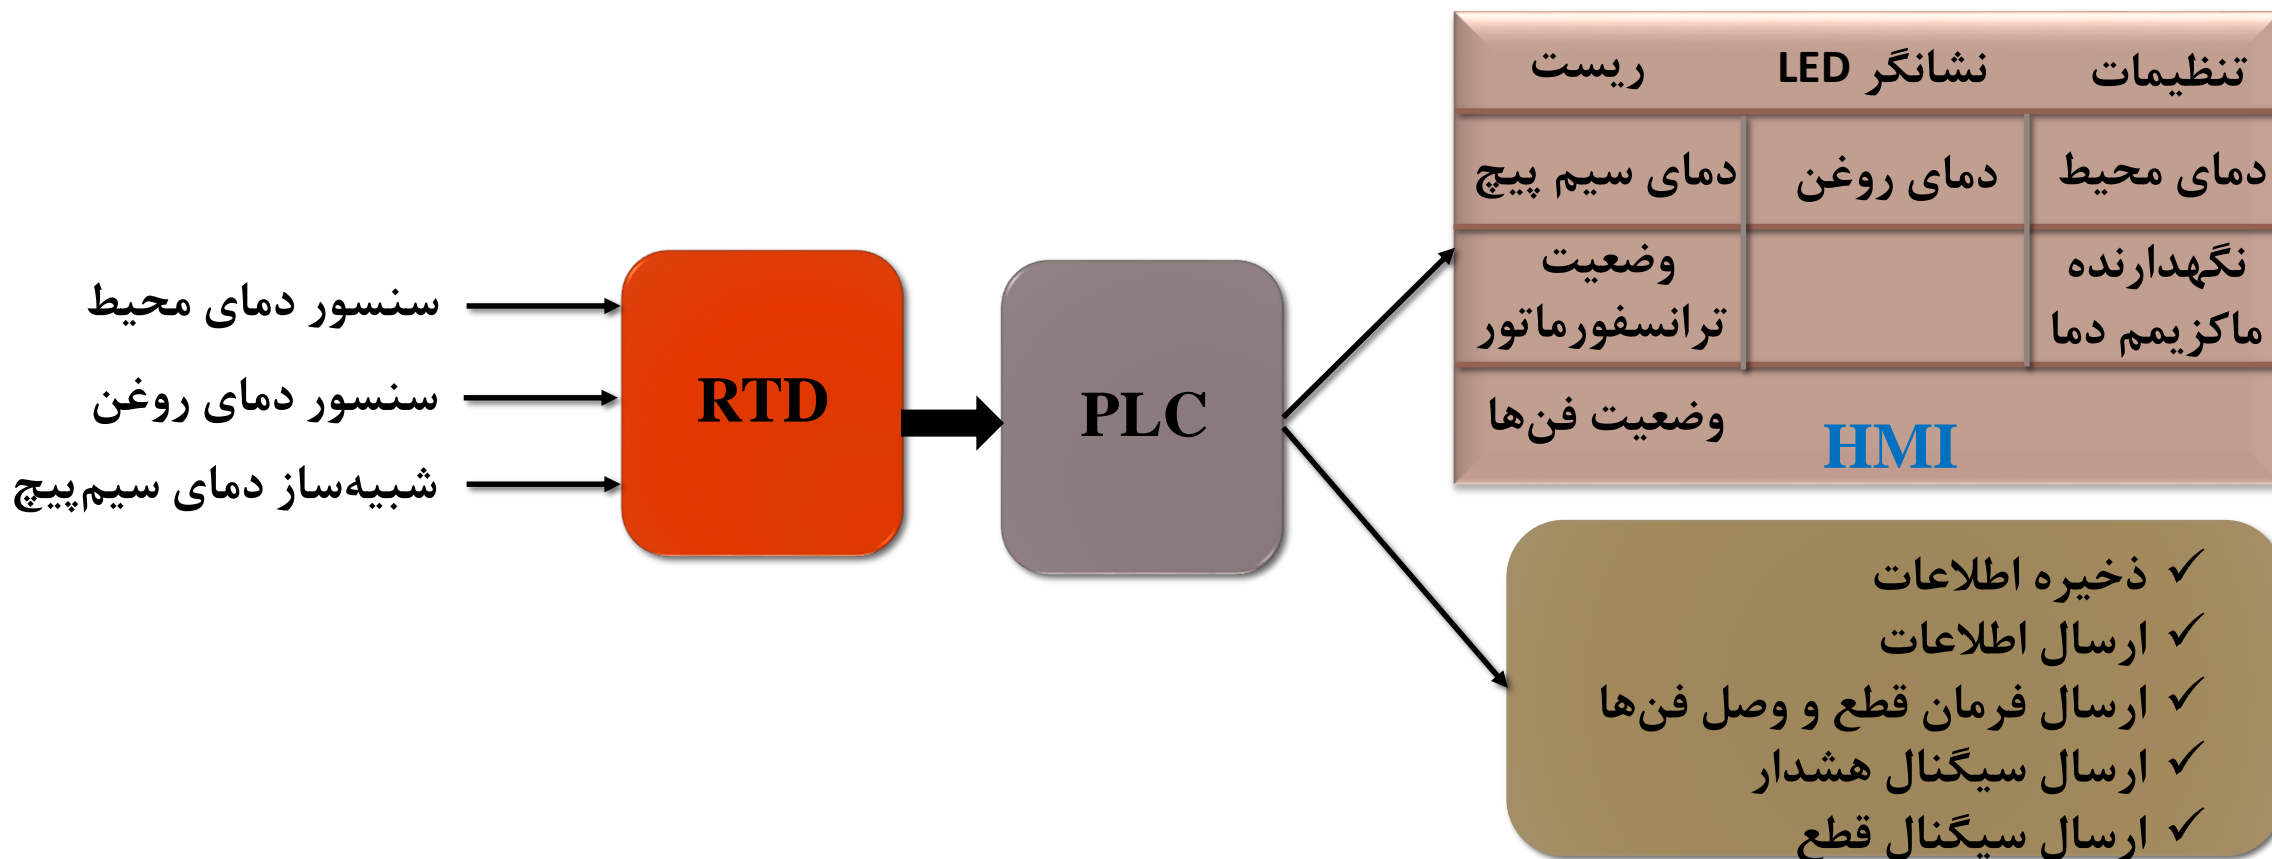 تنظیمات
نشانگر LED
ریست
دمای محیط
دمای روغن
دمای سیم پیچ
نگهدارنده
ماکزیمم دما
وضعیت
ترانسفورماتور
وضعیت فن‌ها
HMI
سنسور دمای محیط
سنسور دمای روغن
شبیه‌ساز دمای سیم‌پیچ
RTD
PLC
✓ ذخیره اطلاعات
✓ ارسال اطلاعات
✓ ارسال فرمان قطع و وصل فن‌ها
✓ ارسال سیگنال هشدار
✓ ارسال سیگنال قطع